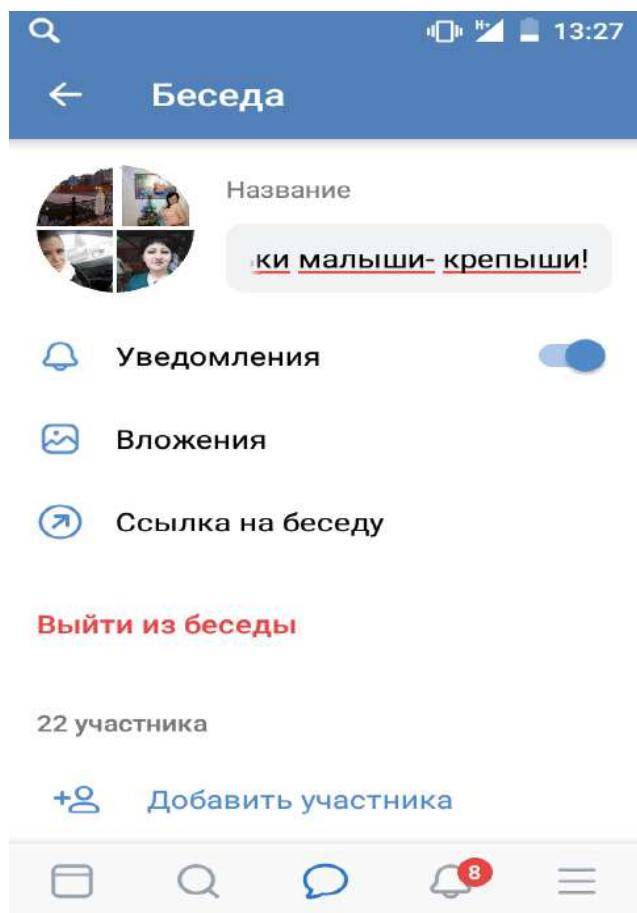 H+ 13:27
Беседа
Название
ки малыши- крепыши!
Уведомления
Вложения
Ссылка на беседу
Выйти из беседы
22 участника
Добавить участника
8